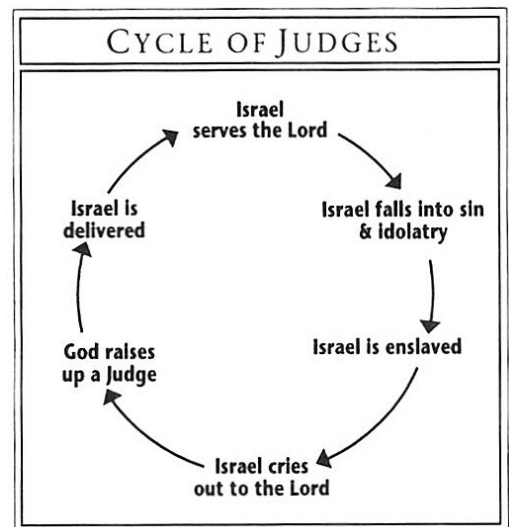 CYCLE OF JUDGES
Israel
serves the Lord
Israel falls into sin
& idolatry
Israel is enslaved
Israel cries
out to the Lord
God raises
up a Judge
Israel is
delivered